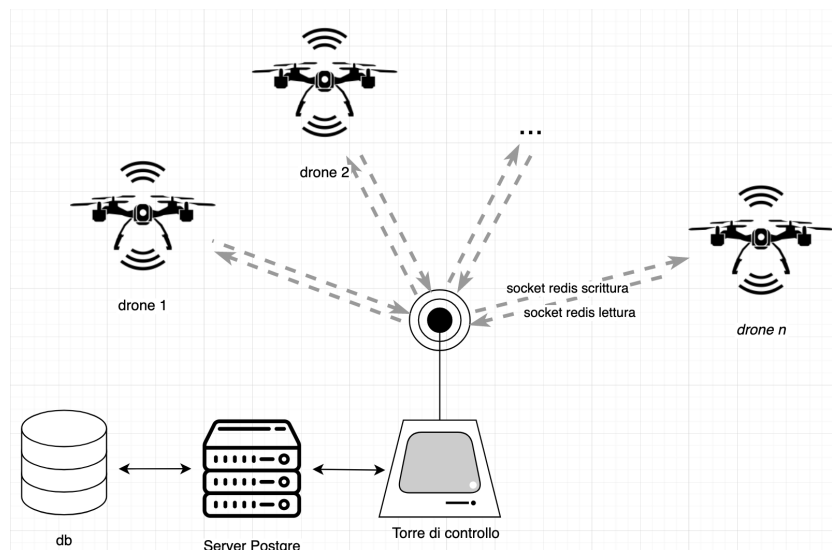 ...
drone 2
drone 1
socket redis scrittura
socket redis lettura
drone n
db
Server Postgre
Torre di controllo